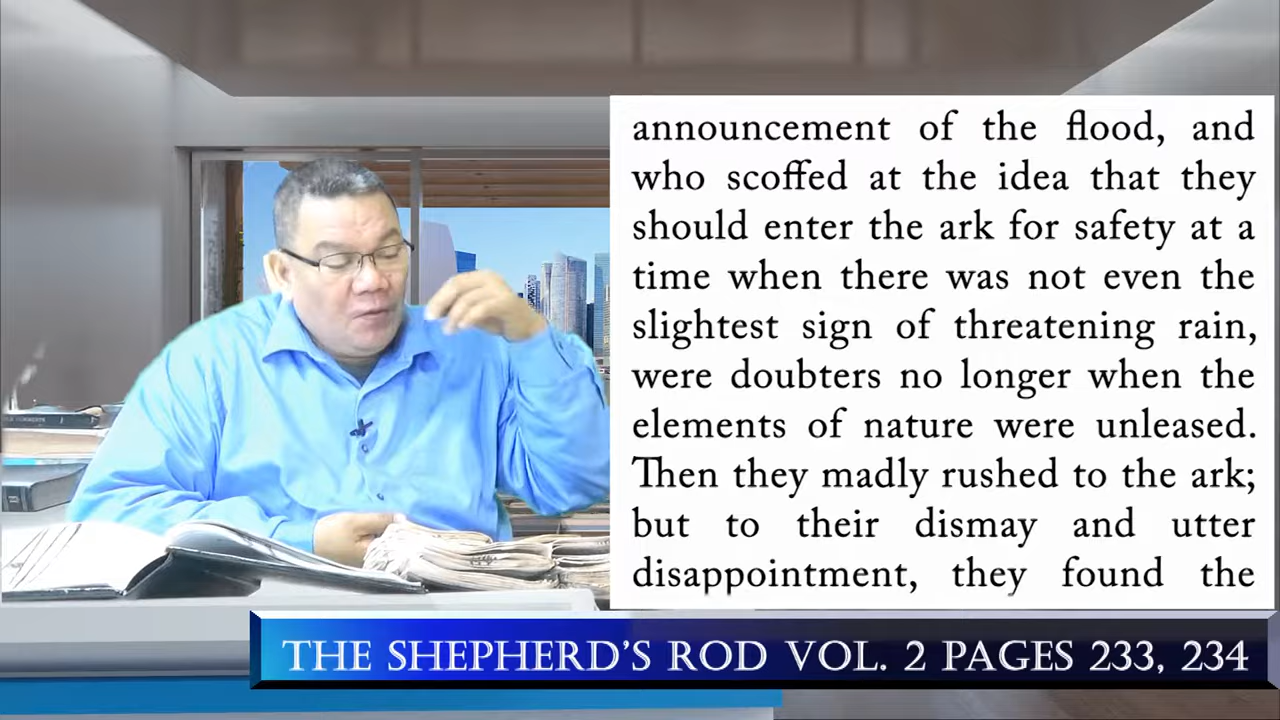 announcement of the flood, and
who scoffed at the idea that they
should enter the ark for safety at a
time when there was not even the
slightest sign of threatening rain,
were doubters no longer when the
elements of nature were unleased.
Then they madly rushed to the ark;
but to their dismay and utter
disappointment, they found the
THE SHEPHERD'S ROD VOL. 2 PAGES 233, 234